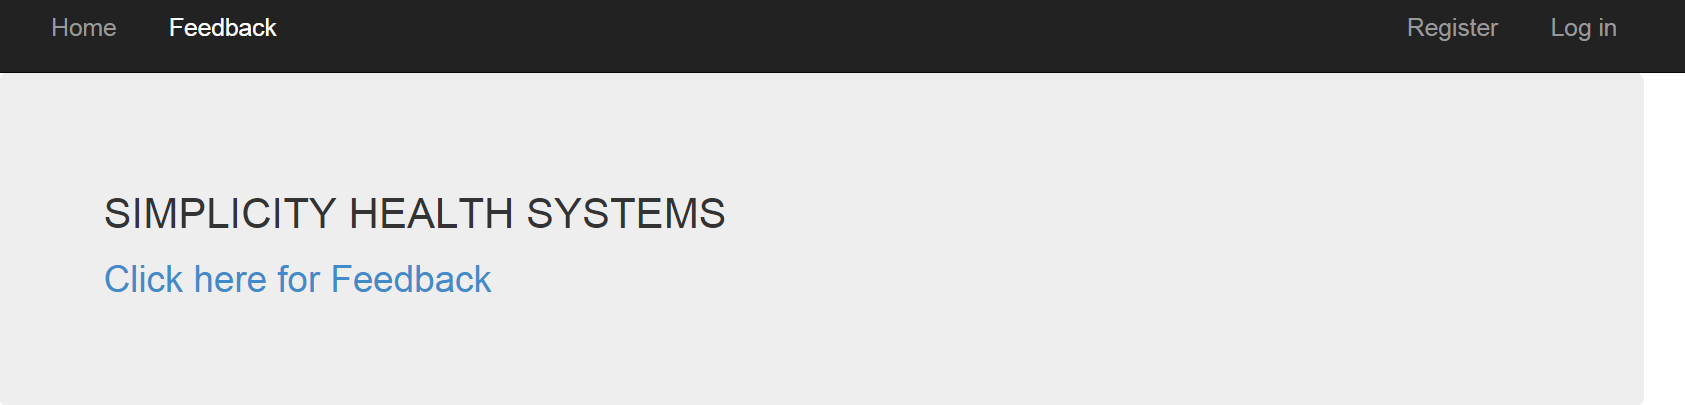 Home Feedback Register Log in
SIMPLICITY HEALTH SYSTEMS
Click here for Feedback